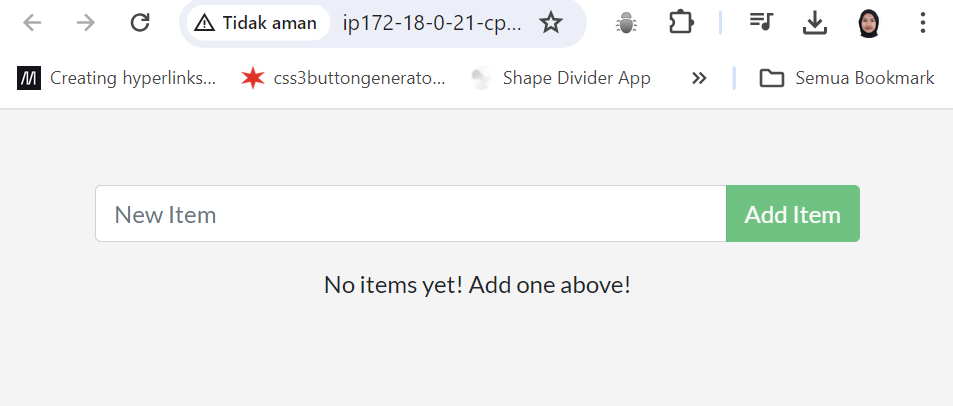 Tidak aman ip172-18-0-21-cp...
Creating hyperlinks... css3buttongenerato... Shape Divider App Semua Bookmark
New Item Add Item
No items yet! Add one above!